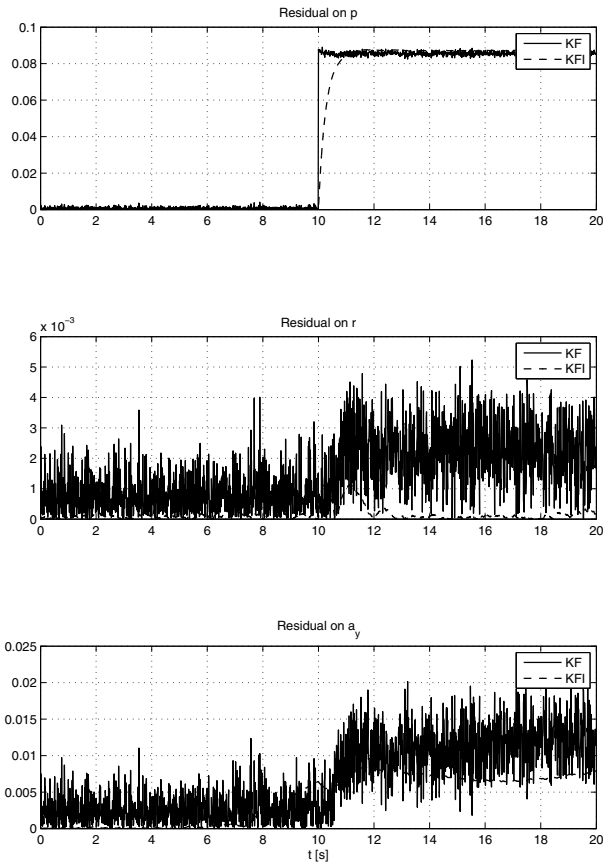 Residual on p
0.1
0.08
0.06
0.04
0.02
0
KF
KFI
0 2 4 6 8 10 12 14 16 18 20
Residual on r
x 10⁻³
6
5
4
3
2
1
0
KF
KFI
0 2 4 6 8 10 12 14 16 18 20
Residual on a_y
0.025
0.02
0.015
0.01
0.005
0
KF
KFI
0 2 4 6 8 10 12 14 16 18 20
t [s]